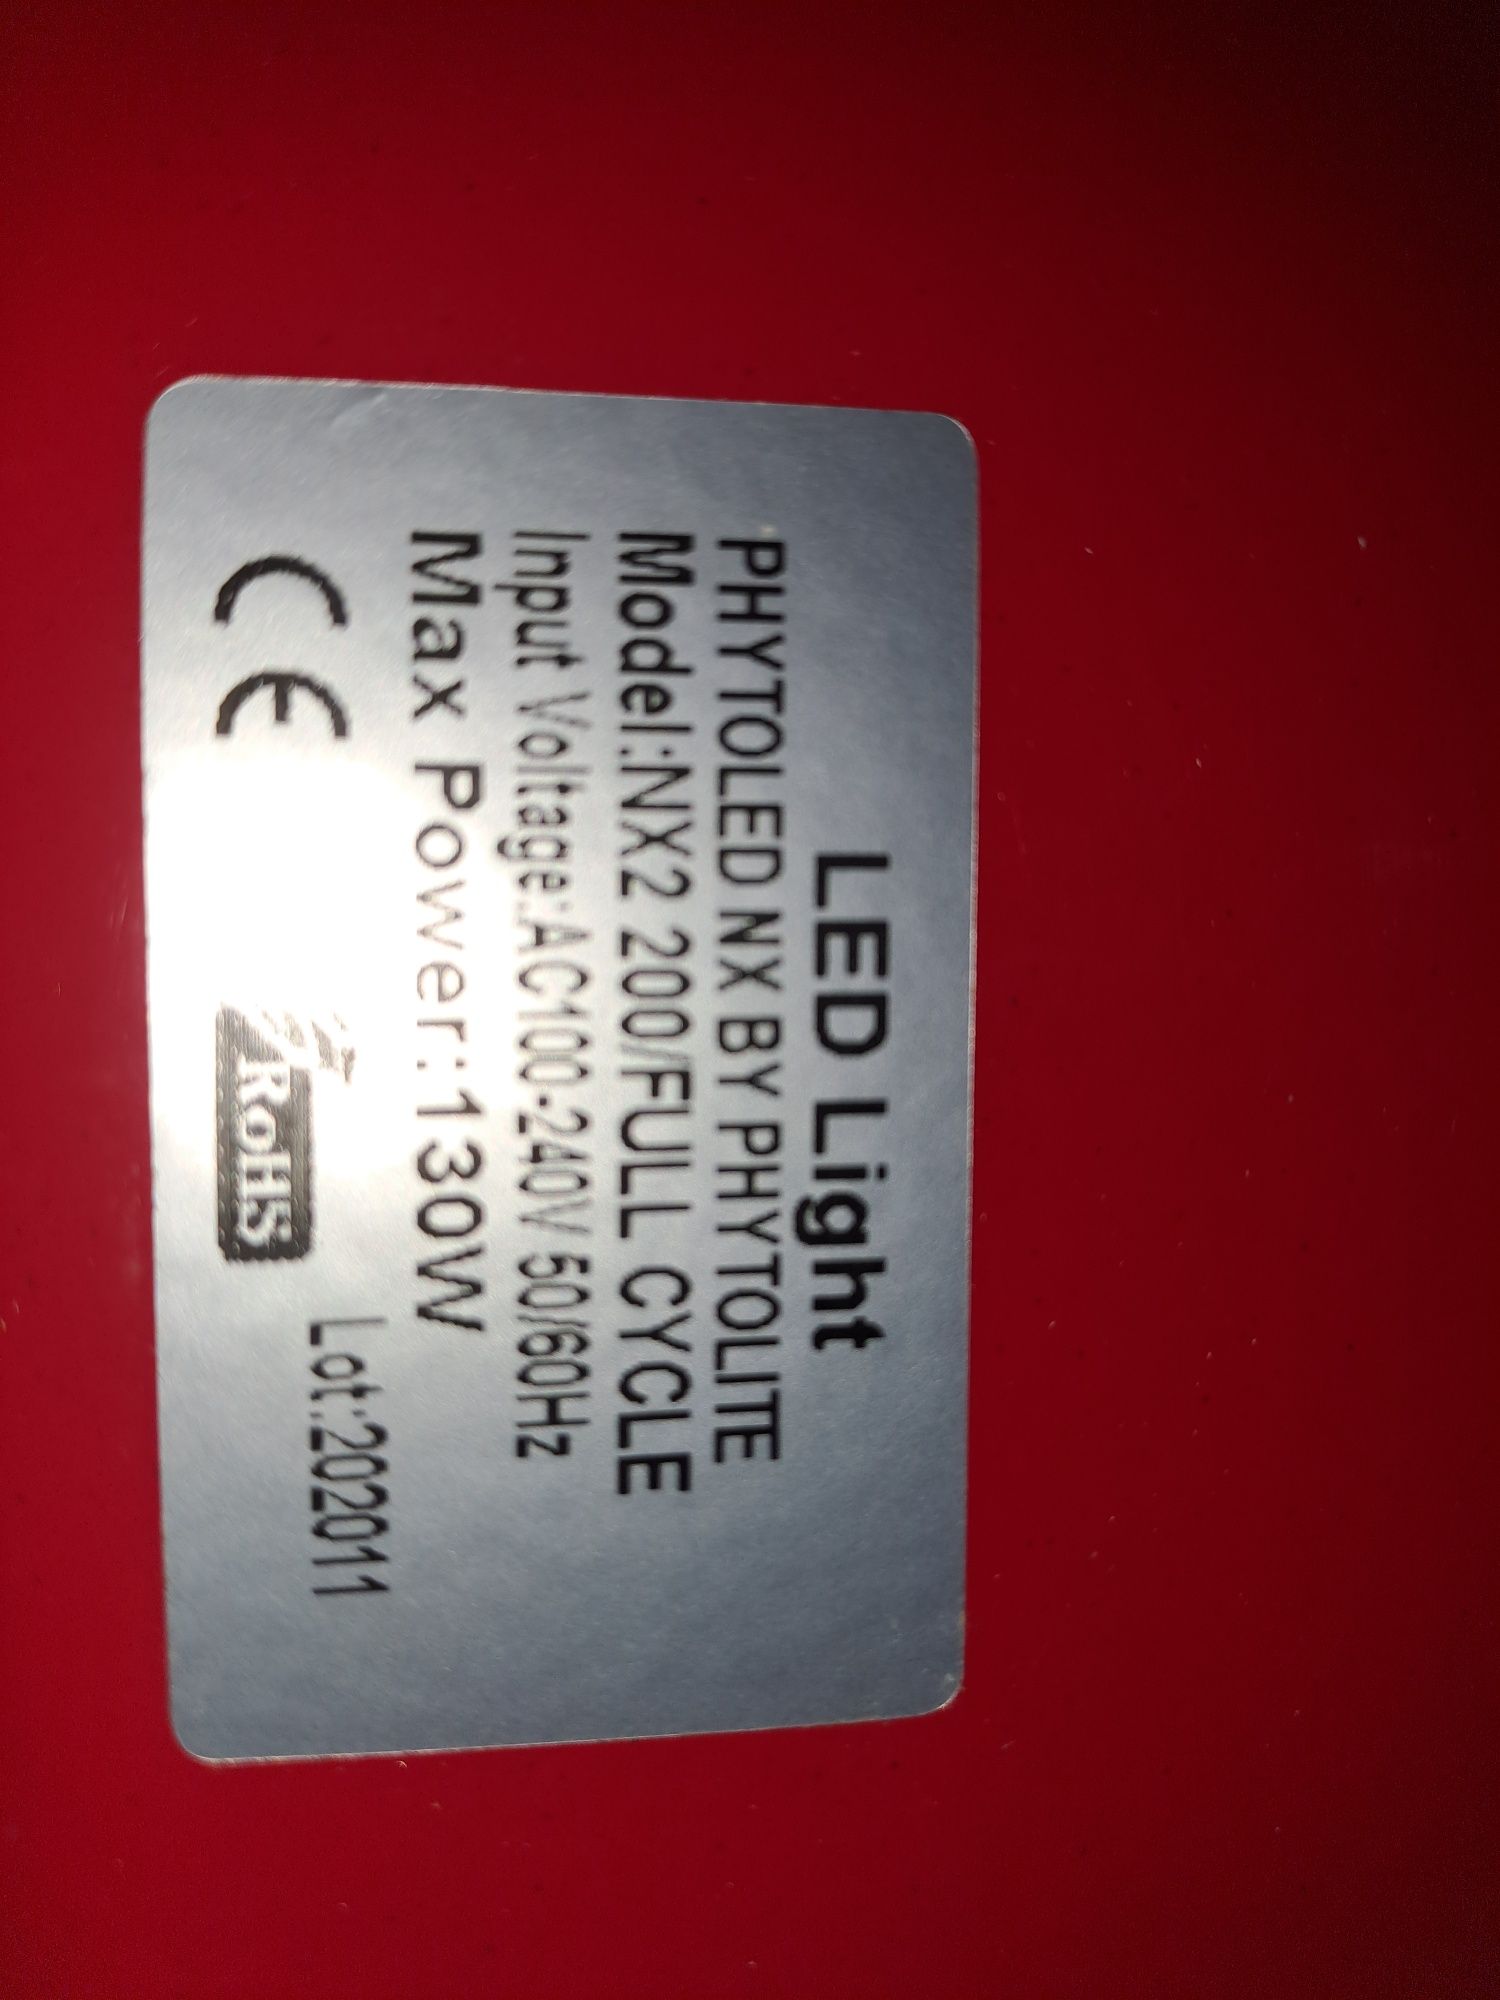 LED Light
PHYTOLED NX BY PHYTOLITE
Model:NX2 200/FULL CYCLE
Input Voltage:AC100-240V 50/60Hz
Max Power:130W
Lot:202011
CE
RoHS